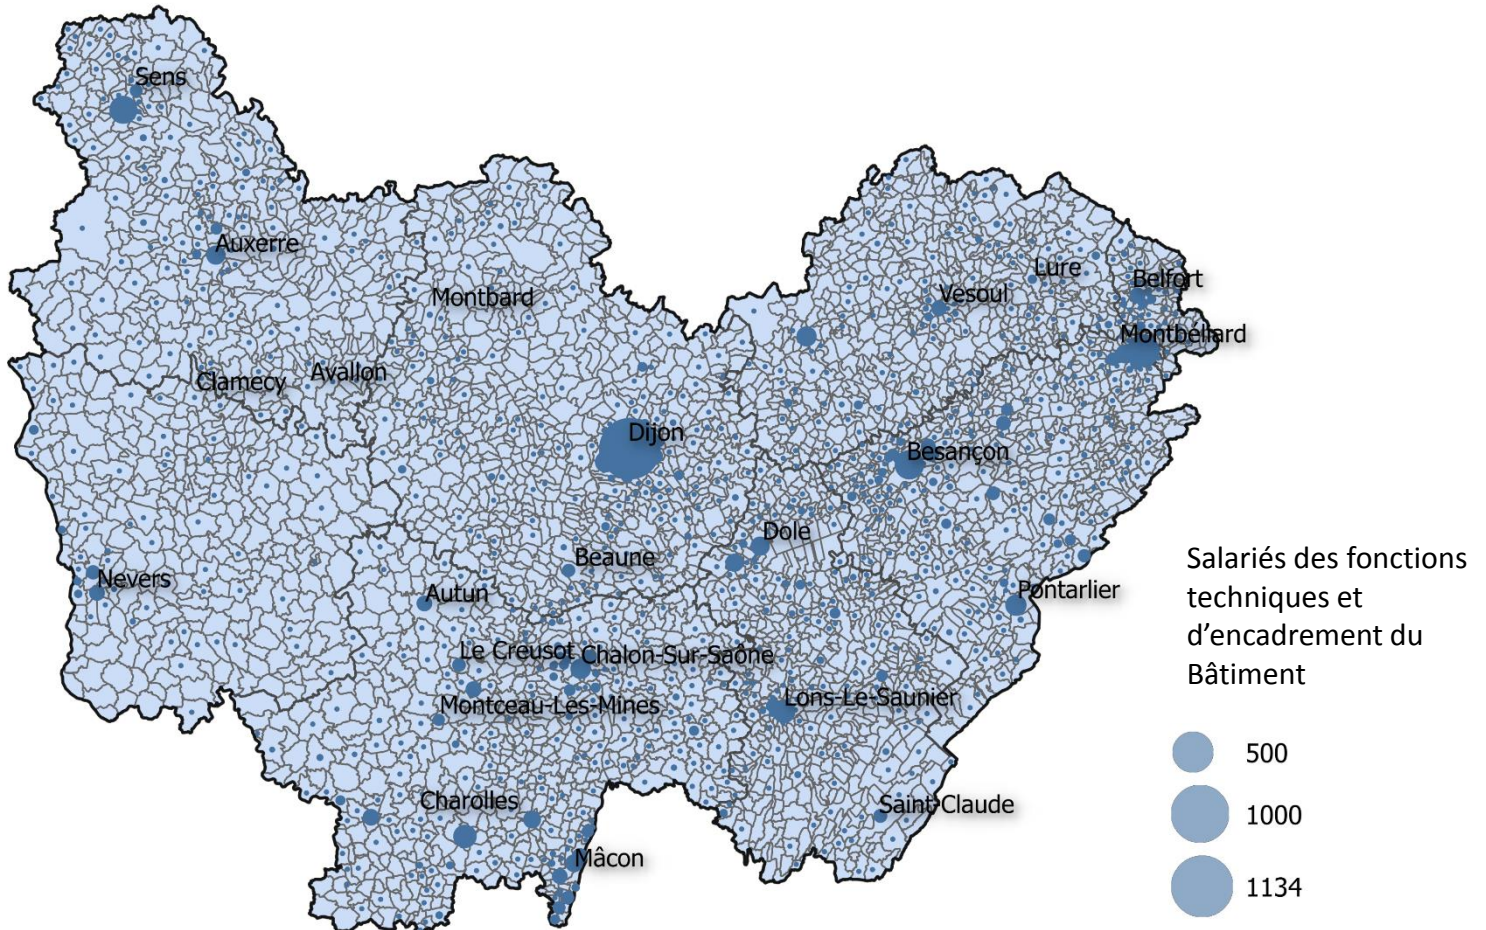 Sens
Auxerre
Montbard
Lure
Belfort
Vesoul
Montbéliard
Clamecy
Avallon
Dijon
Besançon
Dole
Beaune
Nevers
Autun
Pontarlier
Le Creusot
Chalon-Sur-Saône
Lons-Le-Saunier
Montceau-Les-Mines
Charolles
Saint-Claude
Mâcon
Salariés des fonctions
techniques et
d’encadrement du
Bâtiment
500
1000
1134